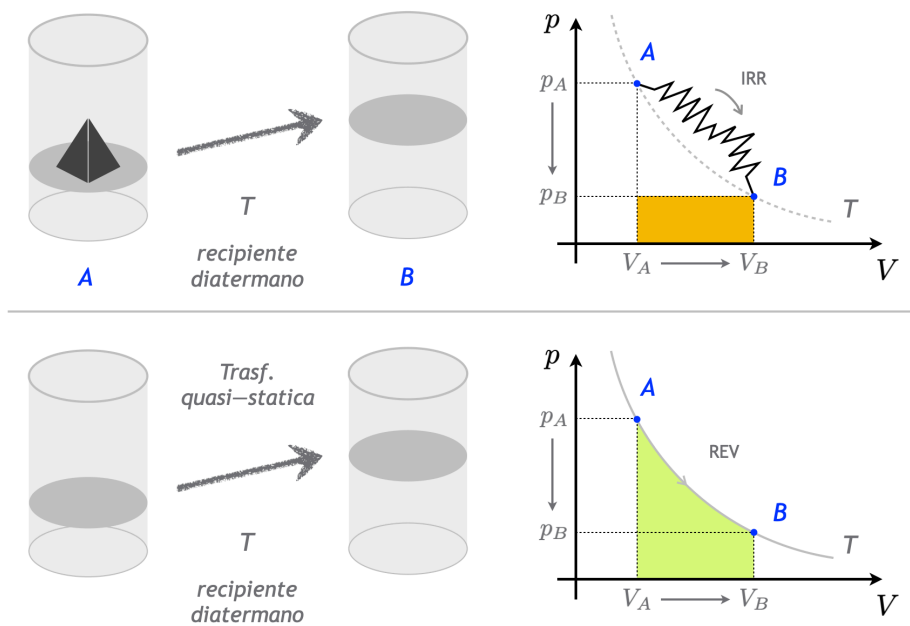 T
recipiente
diatermano
A
B
p
A
IRR
p_A
B
p_B
T
V_A
V_B
V
Trasf.
quasi—statica
T
recipiente
diatermano
p
A
p_A
REV
B
p_B
T
V_A
V_B
V